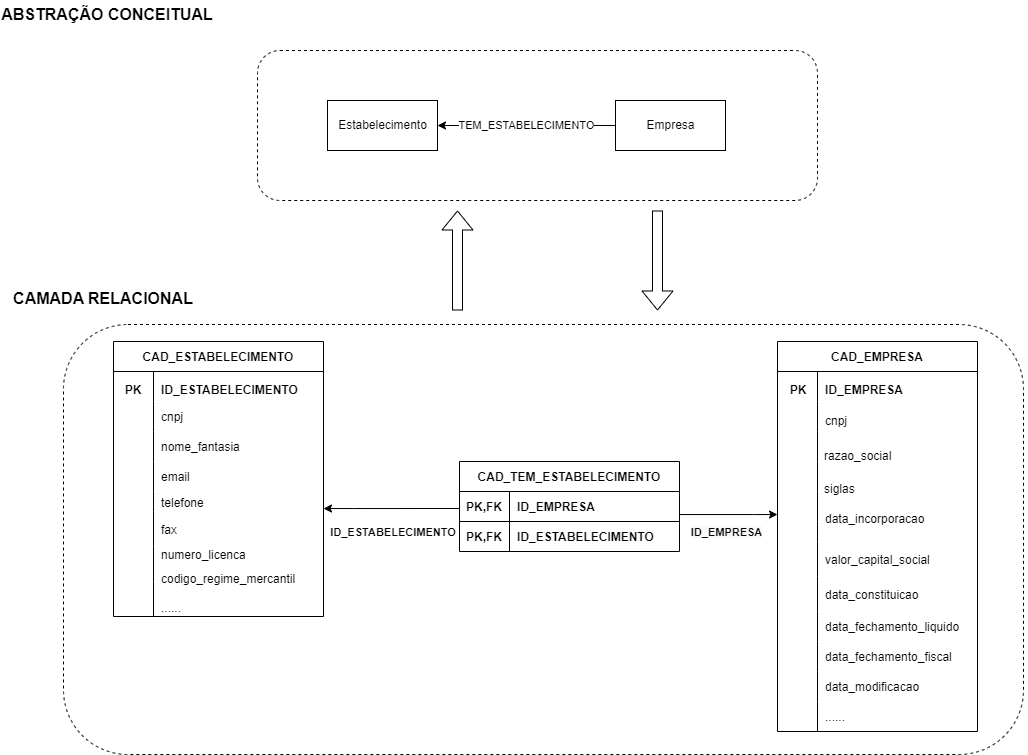 ABSTRAÇÃO CONCEITUAL
Estabelecimento
TEM_ESTABELECIMENTO
Empresa
CAMADA RELACIONAL
CAD_ESTABELECIMENTO
PK ID_ESTABELECIMENTO
cnpj
nome_fantasia
email
telefone
fax
numero_licenca
codigo_regime_mercantil
......
ID_ESTABELECIMENTO
CAD_TEM_ESTABELECIMENTO
PK,FK ID_EMPRESA
PK,FK ID_ESTABELECIMENTO
ID_EMPRESA
CAD_EMPRESA
PK ID_EMPRESA
cnpj
razao_social
siglas
data_incorporacao
valor_capital_social
data_constituicao
data_fechamento_liquido
data_fechamento_fiscal
data_modificacao
......